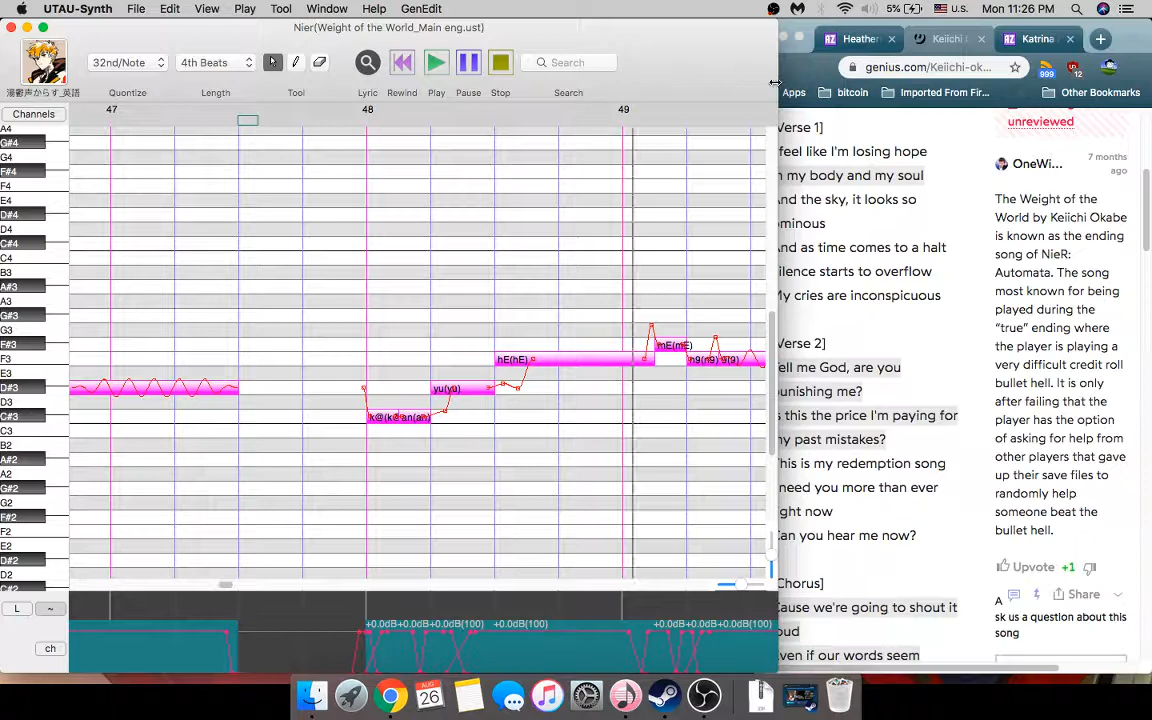 UTAU-Synth File Edit View Play Tool Window Help GenEdit
5% U.S. Mon 11:26 PM
Nier(Weight of the World_Main eng.ust)
湯鬱声からす_英語
32nd/Note
4th Beats
Search
Quantize Length Tool Lyric Rewind Play Pause Stop Search
Channels
47 48 49
A4
G#4
G4
F#4
F4
E4
D#4
D4
C#4
C4
B3
A#3
A3
G#3
G3
F#3
F3
E3
D#3
D3
C#3
C3
B2
A#2
A2
G#2
G2
F#2
F2
E2
D#2
D2
C#2
mE(mE)
hE(hE)
n9(n9) 9(9)
yu(yu)
an(an)
L ~
ch
+0.0dB+0.0dB+0.0dB(100) +0.0dB(100) +0.0dB+0.0dB+0.0dB(100)
Heather
Keiichi
Katrina
genius.com/Keiichi-ok...
999
12
Apps bitcoin Imported From Fir... Other Bookmarks
Verse 1]
feel like I'm losing hope
n my body and my soul
And the sky, it looks so
ominous
And as time comes to a halt
ilence starts to overflow
My cries are inconspicuous
Verse 2]
ell me God, are you
punishing me?
s this the price I'm paying for
my past mistakes?
This is my redemption song
need you more than ever
ight now
Can you hear me now?
Chorus]
Cause we're going to shout it
oud
ven if our words seem
unreviewed
OneWi...
7 months
ago
The Weight of the
World by Keiichi Okabe
is known as the ending
song of NieR:
Automata. The song
most known for being
played during the
“true” ending where
the player is playing a
very difficult credit roll
bullet hell. It is only
after failing that the
player has the option
of asking for help from
other players that gave
up their save files to
randomly help
someone beat the
bullet hell.
Upvote +1
Share
A
sk us a question about this
song
AUG
26
ZIP